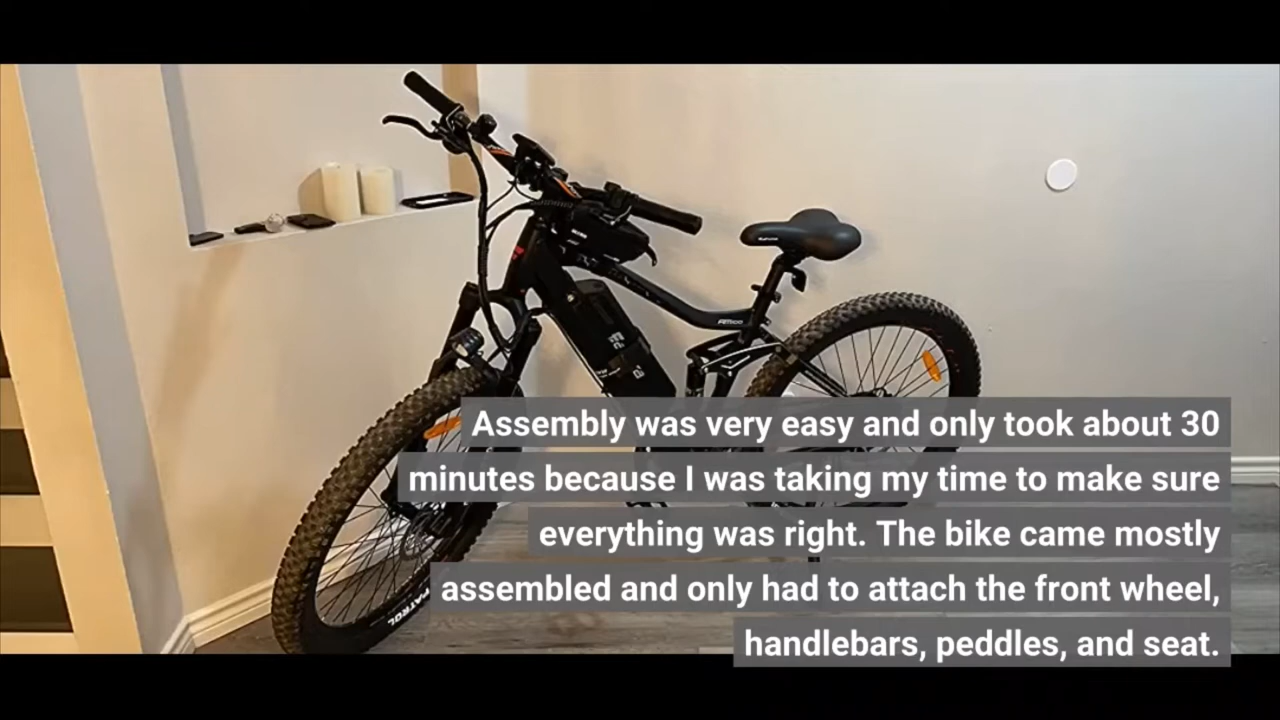 Assembly was very easy and only took about 30
minutes because I was taking my time to make sure
everything was right. The bike came mostly
assembled and only had to attach the front wheel,
handlebars, peddles, and seat.
PATROL